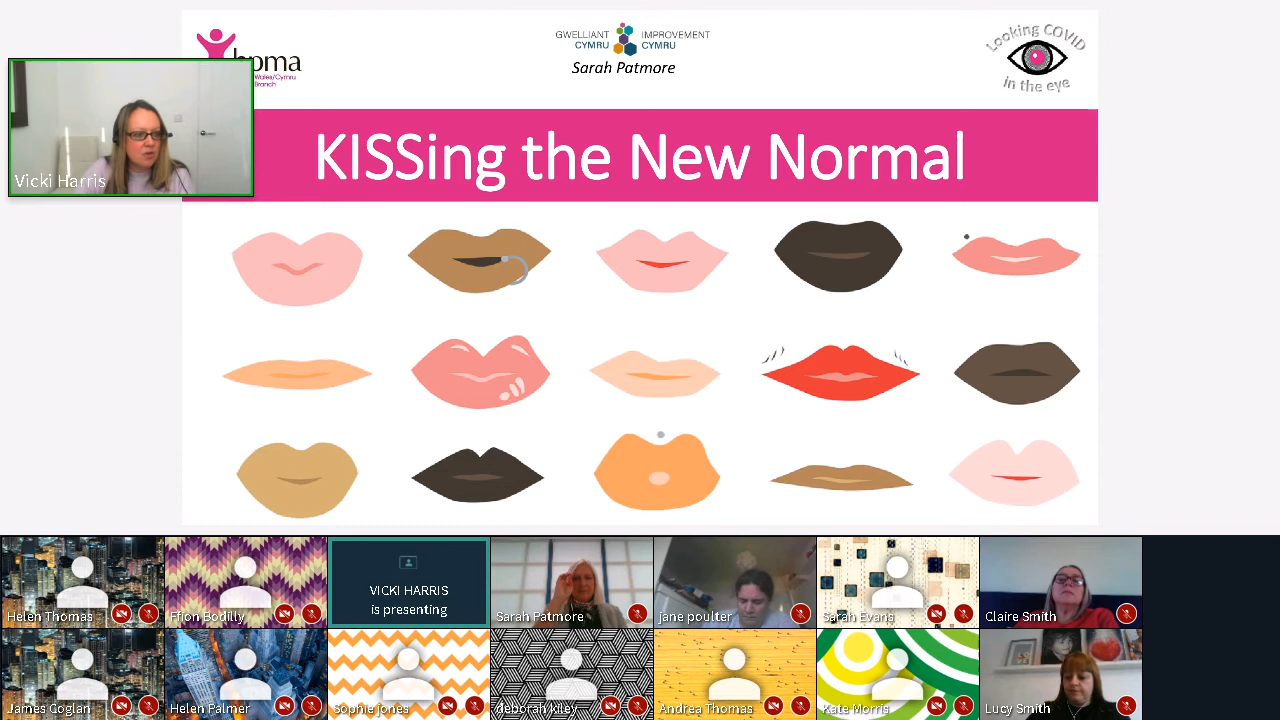 hpma
Wales/Cymru
Branch
GWELLIANT
CYMRU
IMPROVEMENT
CYMRU
Sarah Patmore
Looking COVID
in the eye
Vicki Harris
KISSing the New Normal
Helen Thomas
Ffion Bodilly
VICKI HARRIS
is presenting
Sarah Patmore
jane poulter
Sarah Evans
Claire Smith
James Coglan
Helen Palmer
Sophie jones
deborah kiley
Andrea Thomas
Kate Morris
Lucy Smith